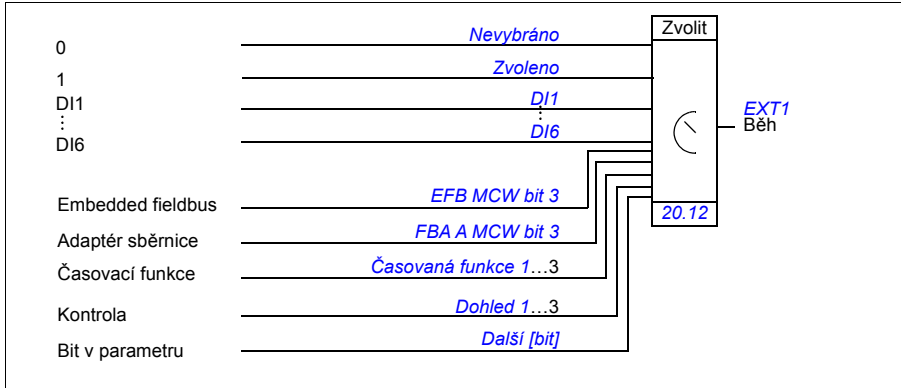 0 Nevybráno Zvolit
1 Zvoleno
DI1 DI1 EXT1
DI6 DI6 Běh
Embedded fieldbus EFB MCW bit 3
20.12
Adaptér sběrnice FBA A MCW bit 3
Časovací funkce Časovaná funkce 1…3
Kontrola Dohled 1…3
Bit v parametru Další [bit]